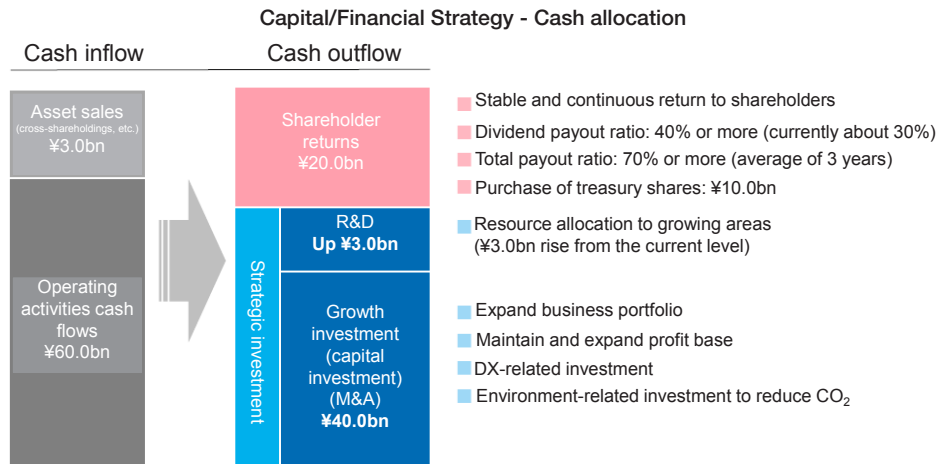 Capital/Financial Strategy - Cash allocation
Cash inflow
Cash outflow
Asset sales
(cross-shareholdings, etc.)
¥3.0bn
Operating
activities cash
flows
¥60.0bn
Shareholder
returns
¥20.0bn
Strategic investment
R&D
Up ¥3.0bn
Growth
investment
(capital
investment)
(M&A)
¥40.0bn
Stable and continuous return to shareholders
Dividend payout ratio: 40% or more (currently about 30%)
Total payout ratio: 70% or more (average of 3 years)
Purchase of treasury shares: ¥10.0bn
Resource allocation to growing areas
(¥3.0bn rise from the current level)
Expand business portfolio
Maintain and expand profit base
DX-related investment
Environment-related investment to reduce CO₂